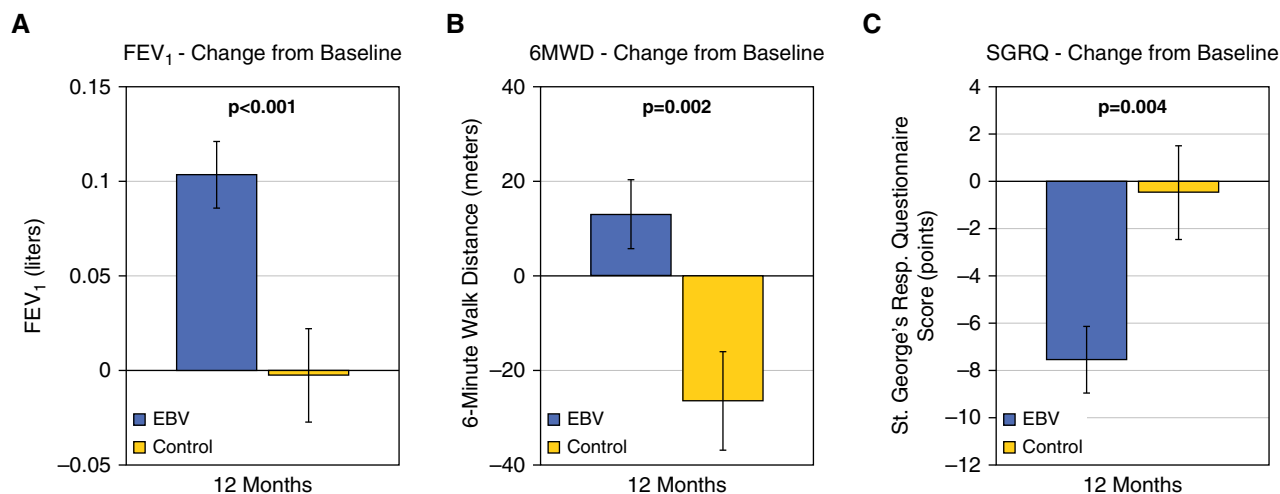 A
FEV₁ - Change from Baseline
FEV₁ (liters)
0.15
0.1
0.05
0
–0.05
p<0.001
EBV
Control
12 Months
B
6MWD - Change from Baseline
6-Minute Walk Distance (meters)
40
20
0
–20
–40
p=0.002
EBV
Control
12 Months
C
SGRQ - Change from Baseline
St. George's Resp. Questionnaire
Score (points)
4
2
0
–2
–4
–6
–8
–10
–12
p=0.004
EBV
Control
12 Months